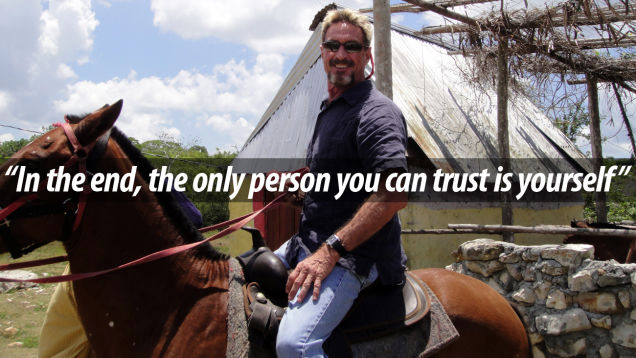 “In the end, the only person you can trust is yourself”